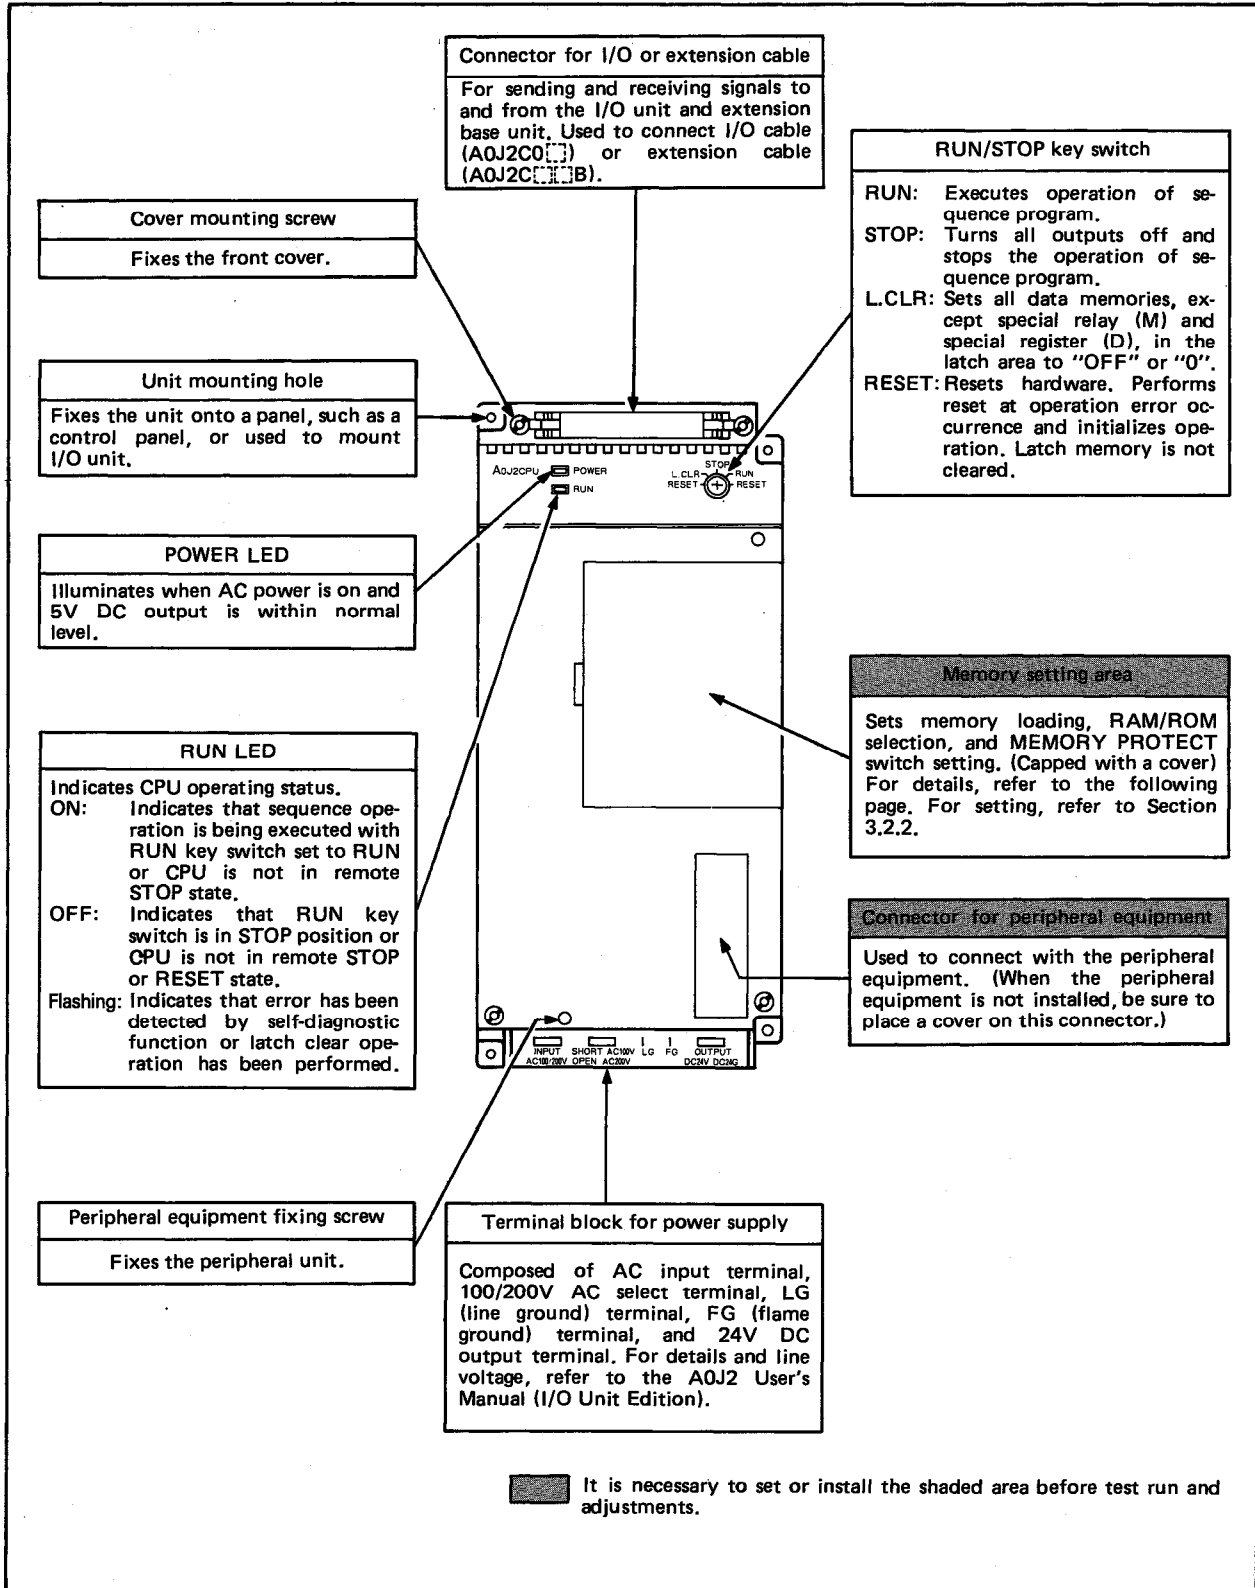 Connector for I/O or extension cable
For sending and receiving signals to
and from the I/O unit and extension
base unit. Used to connect I/O cable
(A0J2C0[ ]) or extension cable
(A0J2C[ ][ ]B).
RUN/STOP key switch
RUN: Executes operation of se-
quence program.
STOP: Turns all outputs off and
stops the operation of se-
quence program.
L.CLR: Sets all data memories, ex-
cept special relay (M) and
special register (D), in the
latch area to "OFF" or "0".
RESET: Resets hardware. Performs
reset at operation error oc-
currence and initializes ope-
ration. Latch memory is not
cleared.
Cover mounting screw
Fixes the front cover.
Unit mounting hole
Fixes the unit onto a panel, such as a
control panel, or used to mount
I/O unit.
POWER LED
Illuminates when AC power is on and
5V DC output is within normal
level.
RUN LED
Indicates CPU operating status.
ON: Indicates that sequence ope-
ration is being executed with
RUN key switch set to RUN
or CPU is not in remote
STOP state.
OFF: Indicates that RUN key
switch is in STOP position or
CPU is not in remote STOP
or RESET state.
Flashing: Indicates that error has been
detected by self-diagnostic
function or latch clear ope-
ration has been performed.
A0J2CPU POWER
RUN
STOP
L.CLR RUN
RESET RESET
Memory setting area
Sets memory loading, RAM/ROM
selection, and MEMORY PROTECT
switch setting. (Capped with a cover)
For details, refer to the following
page. For setting, refer to Section
3.2.2.
Connector for peripheral equipment
Used to connect with the peripheral
equipment. (When the peripheral
equipment is not installed, be sure to
place a cover on this connector.)
INPUT SHORT AC100V LG FG OUTPUT
AC100/200V OPEN AC200V DC24V DC24G
Peripheral equipment fixing screw
Fixes the peripheral unit.
Terminal block for power supply
Composed of AC input terminal,
100/200V AC select terminal, LG
(line ground) terminal, FG (flame
ground) terminal, and 24V DC
output terminal. For details and line
voltage, refer to the A0J2 User's
Manual (I/O Unit Edition).
It is necessary to set or install the shaded area before test run and
adjustments.